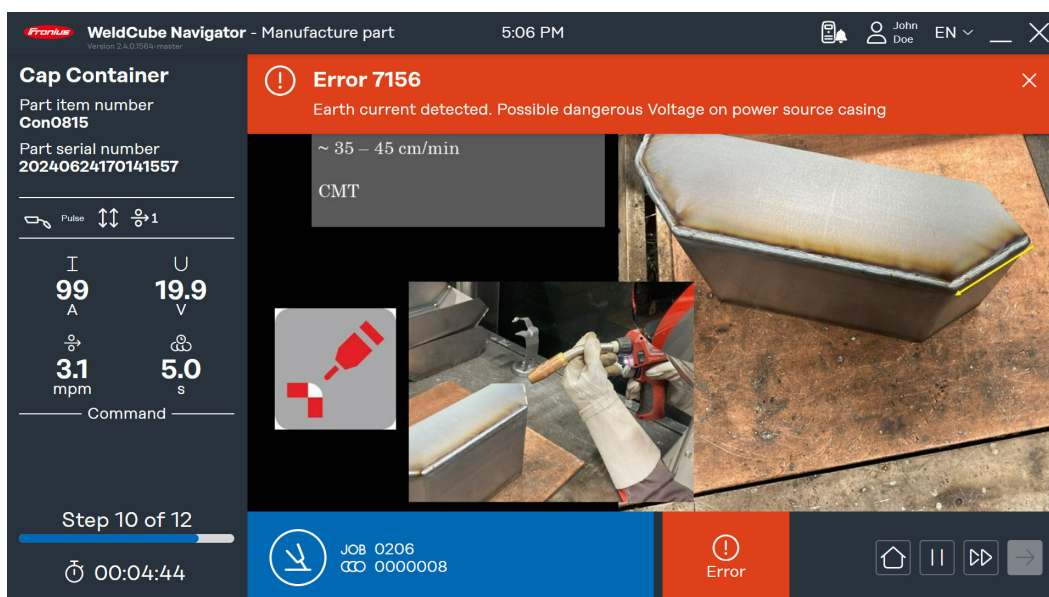 Fronius WeldCube Navigator - Manufacture part 5:06 PM John Doe EN
Version 2.4.0.1564-master
Cap Container
Part item number
Con0815
Part serial number
20240624170141557
Pulse 1
I U
99 19.9
A V
3.1 5.0
mpm s
Command
Step 10 of 12
00:04:44
Error 7156
Earth current detected. Possible dangerous Voltage on power source casing
~ 35 – 45 cm/min
CMT
JOB 0206
0000008
Error